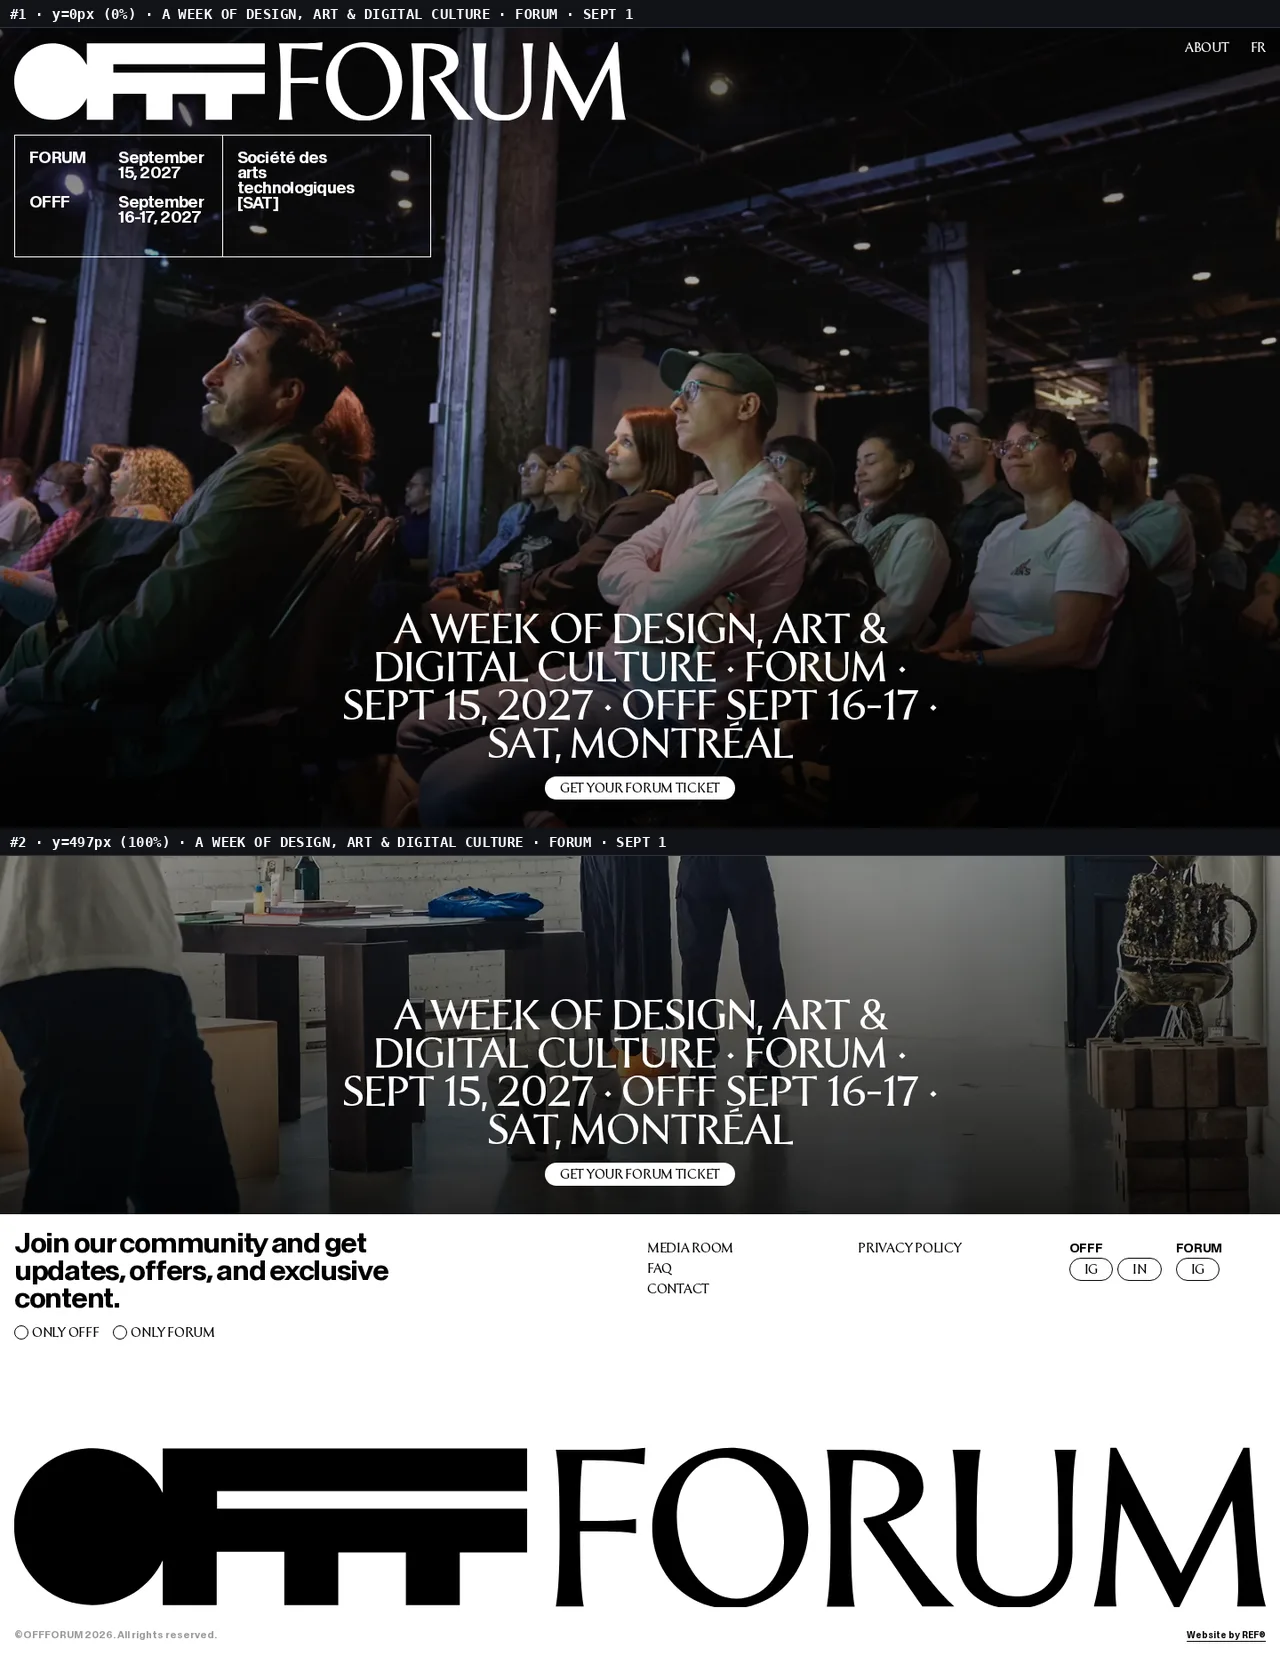 #1 · y=0px (0%) · A WEEK OF DESIGN, ART & DIGITAL CULTURE · FORUM · SEPT 1
OFFFORUM
ABOUT FR
FORUM September 15, 2027
OFFF September 16-17, 2027
Société des
arts
technologiques
[SAT]
A WEEK OF DESIGN, ART &
DIGITAL CULTURE · FORUM ·
SEPT 15, 2027 · OFFF SEPT 16-17 ·
SAT, MONTRÉAL
GET YOUR FORUM TICKET
#2 · y=497px (100%) · A WEEK OF DESIGN, ART & DIGITAL CULTURE · FORUM · SEPT 1
A WEEK OF DESIGN, ART &
DIGITAL CULTURE · FORUM ·
SEPT 15, 2027 · OFFF SEPT 16-17 ·
SAT, MONTRÉAL
GET YOUR FORUM TICKET
Join our community and get
updates, offers, and exclusive
content.
ONLY OFFF ONLY FORUM
MEDIA ROOM
FAQ
CONTACT
PRIVACY POLICY
OFFF
IG IN
FORUM
IG
OFFFORUM
©OFFFORUM 2026. All rights reserved.
Website by REF®